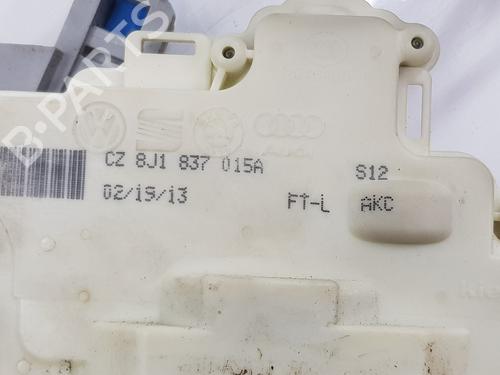 B-PARTS
CZ 8J1 837 015A
S12
02/19/13
FT-L
AKC